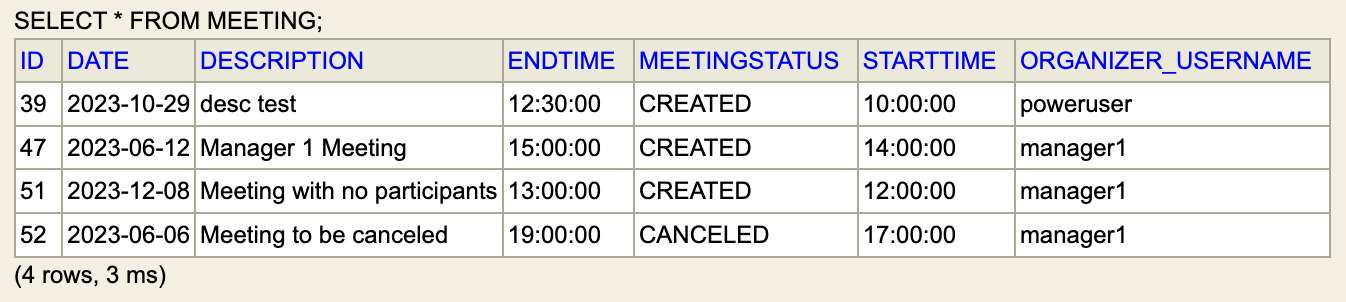 SELECT * FROM MEETING;
ID DATE DESCRIPTION ENDTIME MEETINGSTATUS STARTTIME ORGANIZER_USERNAME
39 2023-10-29 desc test 12:30:00 CREATED 10:00:00 poweruser
47 2023-06-12 Manager 1 Meeting 15:00:00 CREATED 14:00:00 manager1
51 2023-12-08 Meeting with no participants 13:00:00 CREATED 12:00:00 manager1
52 2023-06-06 Meeting to be canceled 19:00:00 CANCELED 17:00:00 manager1
(4 rows, 3 ms)